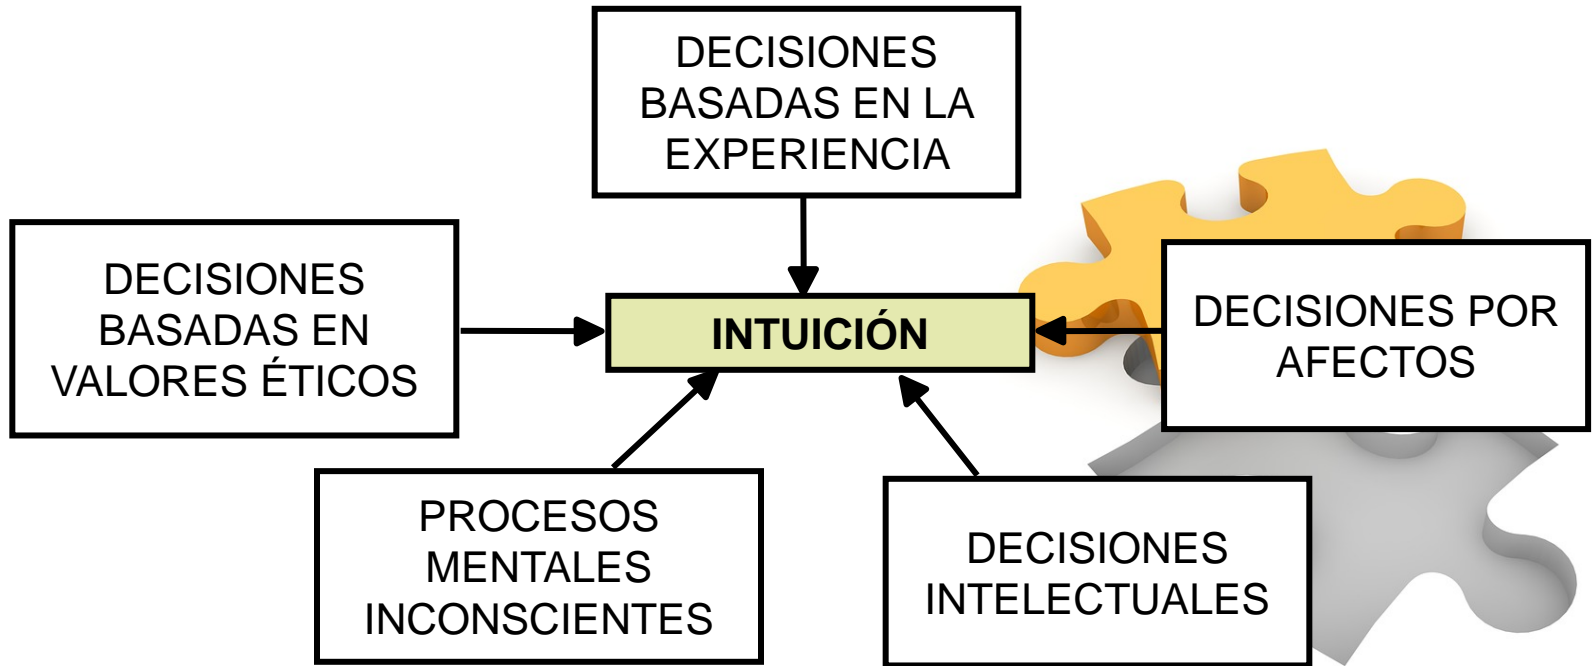 DECISIONES
BASADAS EN LA
EXPERIENCIA
DECISIONES
BASADAS EN
VALORES ÉTICOS
INTUICIÓN
DECISIONES POR
AFECTOS
PROCESOS
MENTALES
INCONSCIENTES
DECISIONES
INTELECTUALES